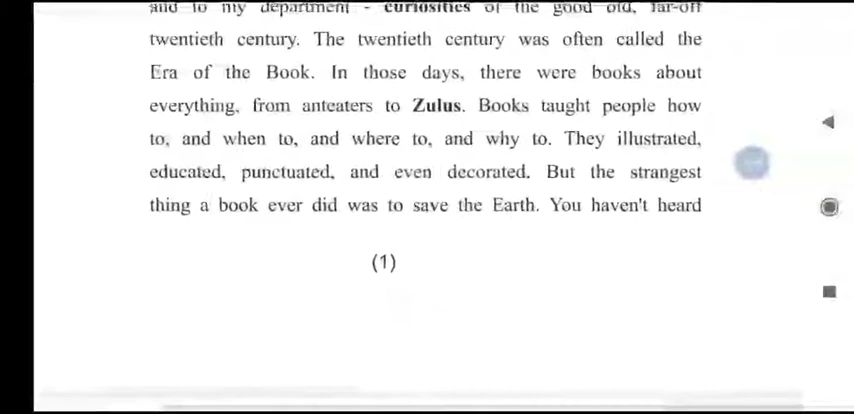 and to my department - curiosities of the good old, far-off
twentieth century. The twentieth century was often called the
Era of the Book. In those days, there were books about
everything, from anteaters to Zulus. Books taught people how
to, and when to, and where to, and why to. They illustrated,
educated, punctuated, and even decorated. But the strangest
thing a book ever did was to save the Earth. You haven't heard
(1)